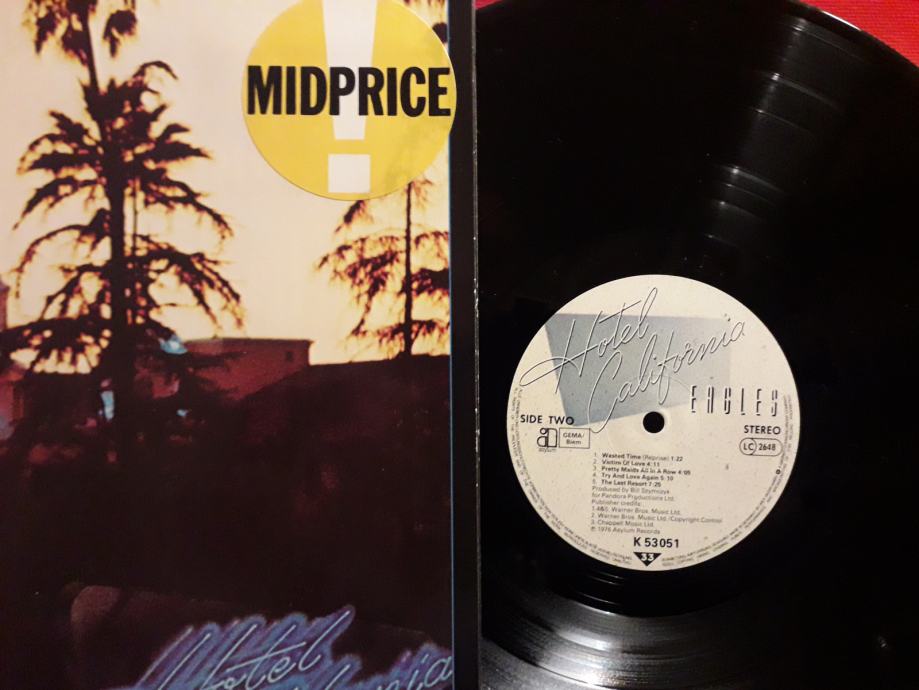 MIDPRICE
Hotel
Hotel
California
EAGLES
SIDE TWO
STEREO
asylum
GEMA/
Biem
LC 2648
1. Wasted Time (Reprise) 1:22
2. Victim Of Love 4:11
3. Pretty Maids All In A Row 4:05
4. Try And Love Again 5:10
5. The Last Resort 7:25
Produced by Bill Szymczyk
for Pandora Productions Ltd.
Publisher credits:
1.4&5. Warner Bros. Music Ltd.
2. Warner Bros. Music Ltd./Copyright Control
3. Chappell Music Ltd.
℗ 1976 Asylum Records
K 53051
33